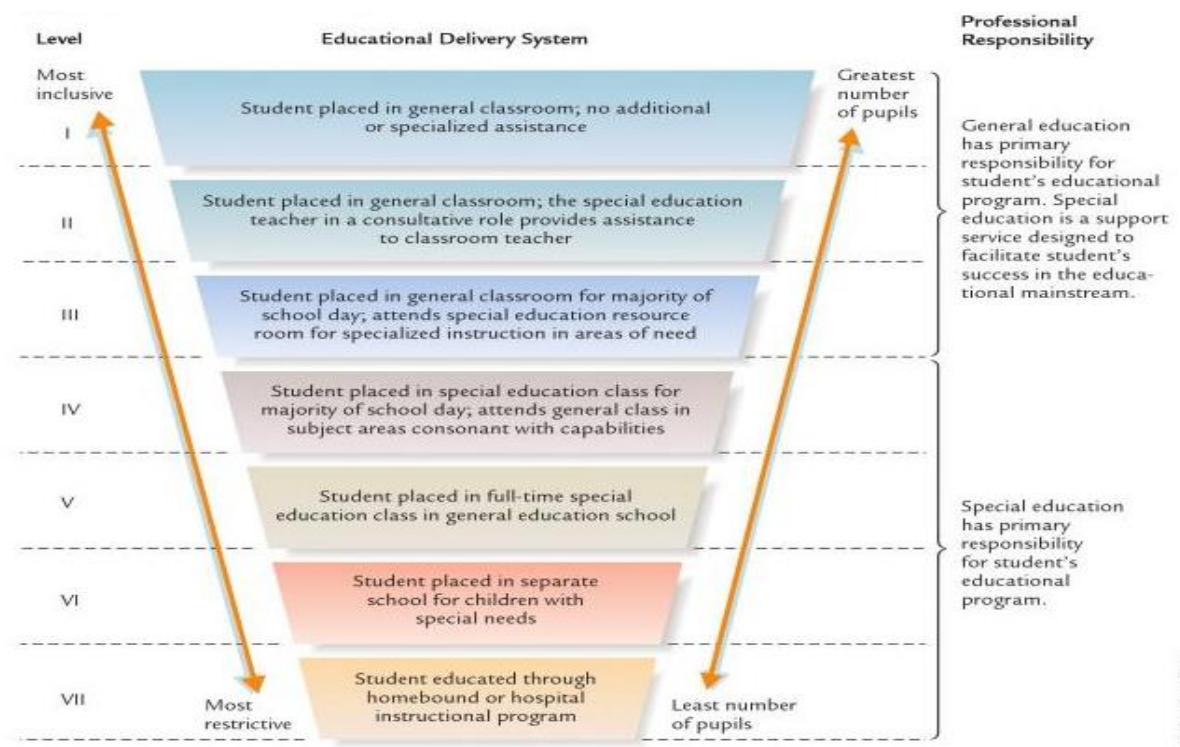 Level
Educational Delivery System
Professional
Responsibility
Most
inclusive
Greatest
number
of pupils
I
Student placed in general classroom; no additional
or specialized assistance
II
Student placed in general classroom; the special education
teacher in a consultative role provides assistance
to classroom teacher
III
Student placed in general classroom for majority of
school day; attends special education resource
room for specialized instruction in areas of need
General education
has primary
responsibility for
student's educational
program. Special
education is a support
service designed to
facilitate student's
success in the educa-
tional mainstream.
IV
Student placed in special education class for
majority of school day; attends general class in
subject areas consonant with capabilities
V
Student placed in full-time special
education class in general education school
VI
Student placed in separate
school for children with
special needs
VII
Student educated through
homebound or hospital
instructional program
Most
restrictive
Least number
of pupils
Special education
has primary
responsibility
for student's
educational
program.